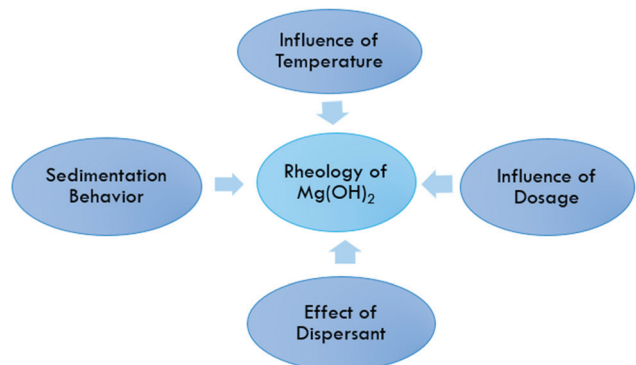 Influence of
Temperature
Sedimentation
Behavior
Rheology of
Mg(OH)₂
Influence of
Dosage
Effect of
Dispersant